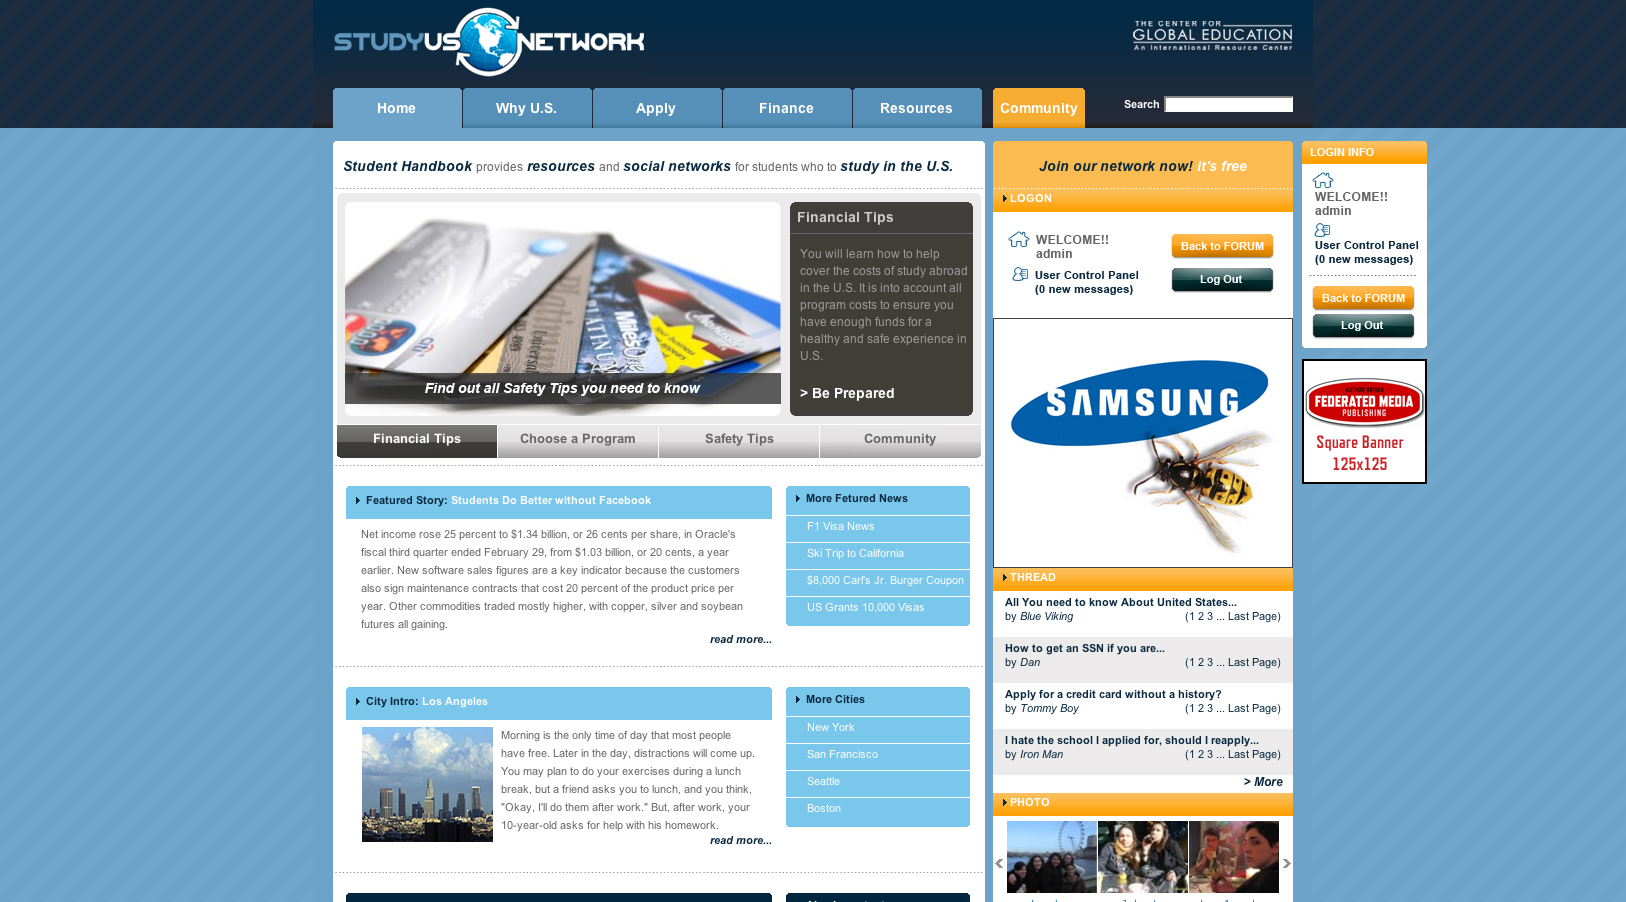 STUDYUS NETWORK
THE CENTER FOR
GLOBAL EDUCATION
An International Resource Center
Home
Why U.S.
Apply
Finance
Resources
Community
Search
Student Handbook provides resources and social networks for students who to study in the U.S.
Find out all Safety Tips you need to know
Financial Tips
You will learn how to help
cover the costs of study abroad
in the U.S. It is into account all
program costs to ensure you
have enough funds for a
healthy and safe experience in
U.S.
> Be Prepared
Financial Tips
Choose a Program
Safety Tips
Community
Featured Story: Students Do Better without Facebook
Net income rose 25 percent to $1.34 billion, or 26 cents per share, in Oracle's
fiscal third quarter ended February 29, from $1.03 billion, or 20 cents, a year
earlier. New software sales figures are a key indicator because the customers
also sign maintenance contracts that cost 20 percent of the product price per
year. Other commodities traded mostly higher, with copper, silver and soybean
futures all gaining.
read more...
More Fetured News
F1 Visa News
Ski Trip to California
$8,000 Carl's Jr. Burger Coupon
US Grants 10,000 Visas
City Intro: Los Angeles
Morning is the only time of day that most people
have free. Later in the day, distractions will come up.
You may plan to do your exercises during a lunch
break, but a friend asks you to lunch, and you think,
"Okay, I'll do them after work." But, after work, your
10-year-old asks for help with his homework.
read more...
More Cities
New York
San Francisco
Seattle
Boston
Join our network now! it's free
LOGON
WELCOME!!
admin
User Control Panel
(0 new messages)
Back to FORUM
Log Out
SAMSUNG
THREAD
All You need to know About United States...
by Blue Viking (1 2 3 ... Last Page)
How to get an SSN if you are...
by Dan (1 2 3 ... Last Page)
Apply for a credit card without a history?
by Tommy Boy (1 2 3 ... Last Page)
I hate the school I applied for, should I reapply...
by Iron Man (1 2 3 ... Last Page)
> More
PHOTO
LOGIN INFO
WELCOME!!
admin
User Control Panel
(0 new messages)
Back to FORUM
Log Out
AUTHOR-DRIVEN
FEDERATED MEDIA
PUBLISHING
Square Banner
125x125